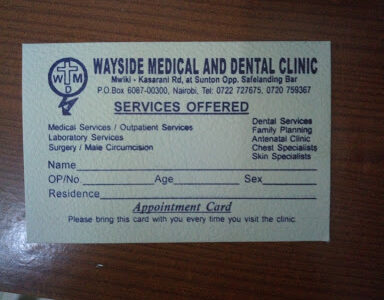 W M D
WAYSIDE MEDICAL AND DENTAL CLINIC
Mwiki - Kasarani Rd, at Sunton Opp. Safelanding Bar
P.O.Box 6067-00300, Nairobi, Tel: 0722 727675, 0720 759367
SERVICES OFFERED
Medical Services / Outpatient Services
Laboratory Services
Surgery / Male Circumcision
Dental Services
Family Planning
Antenatal Clinic
Chest Specialists
Skin Specialists
Name
OP/No Age Sex
Residence
Appointment Card
Please bring this card with you every time you visit the clinic.